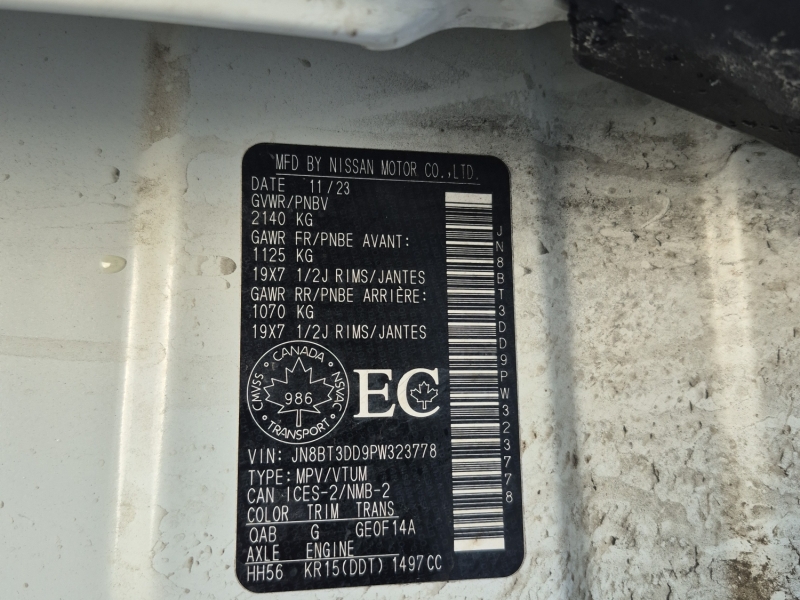 MFD BY NISSAN MOTOR CO.,LTD.
DATE 11/23
GVWR/PNBV
2140 KG
GAWR FR/PNBE AVANT:
1125 KG
19X7 1/2J RIMS/JANTES
GAWR RR/PNBE ARRIÈRE:
1070 KG
19X7 1/2J RIMS/JANTES
CANADA
CMVSS
NSVAC
986
TRANSPORT
EC
VIN: JN8BT3DD9PW323778
TYPE: MPV/VTUM
CAN ICES-2/NMB-2
COLOR TRIM TRANS
QAB G GE0F14A
AXLE ENGINE
HH56 KR15(DDT) 1497CC
JN8BT3DD9PW323778